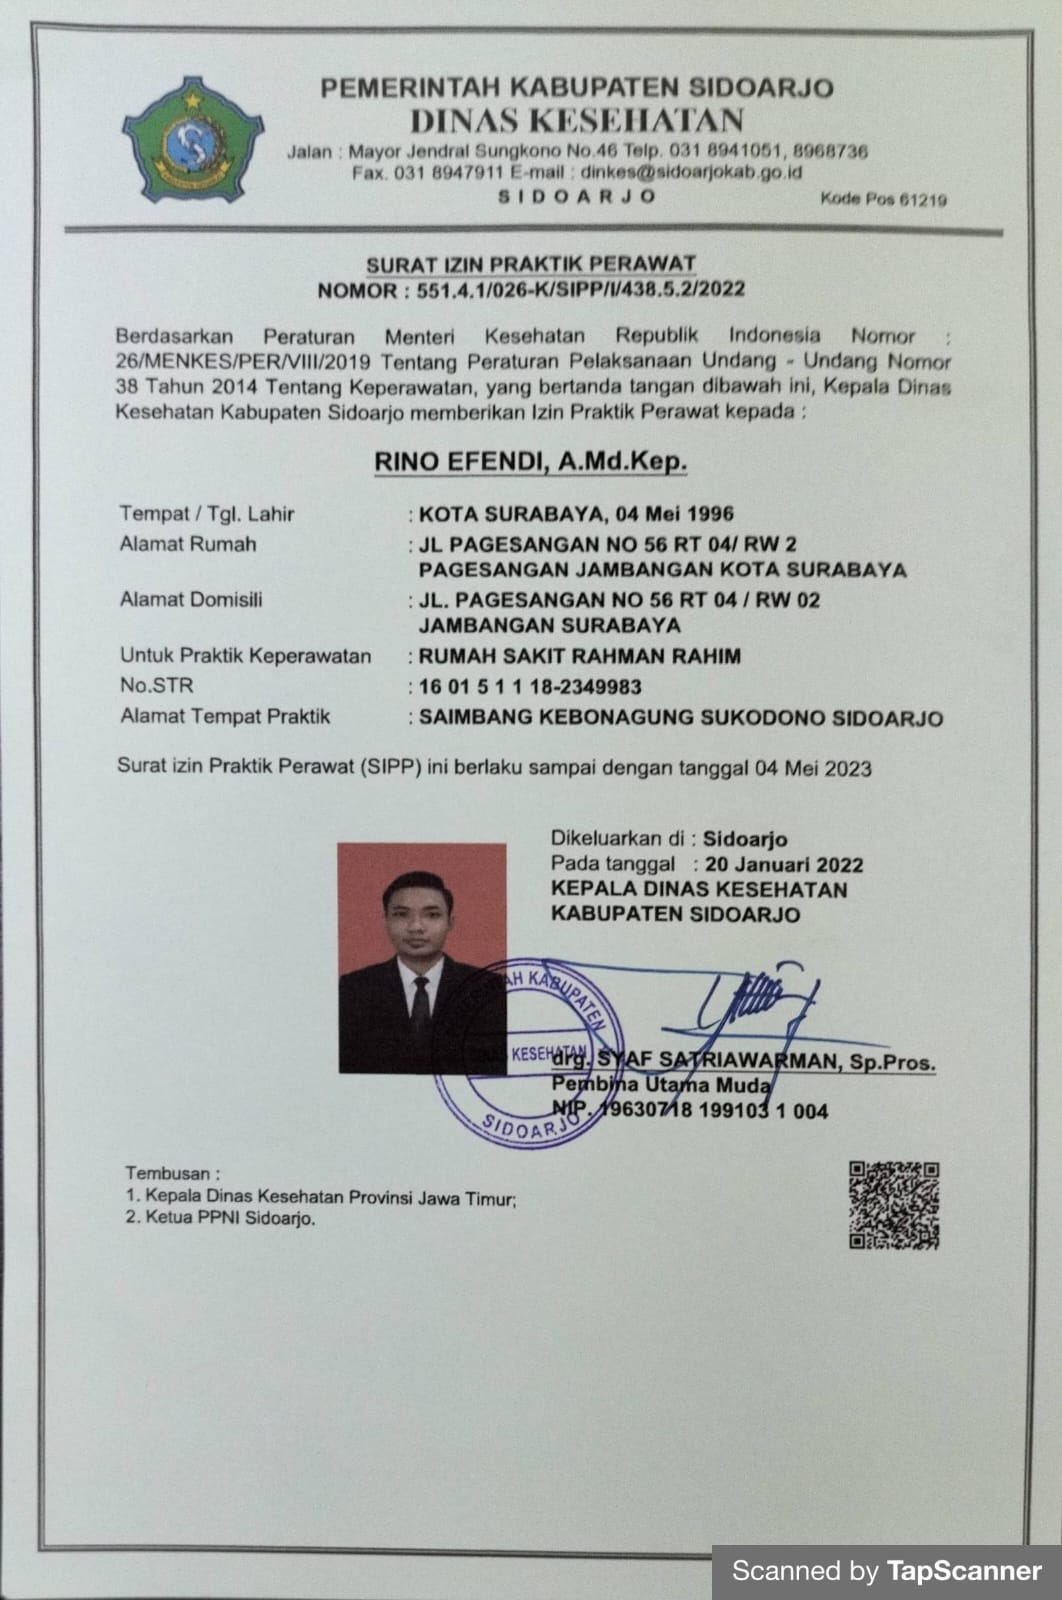 PEMERINTAH KABUPATEN SIDOARJO
DINAS KESEHATAN
Jalan : Mayor Jendral Sungkono No.46 Telp. 031 8941051, 8968736
Fax. 031 8947911 E-mail : dinkes@sidoarjokab.go.id
S I D O A R J O
Kode Pos 61219
SURAT IZIN PRAKTIK PERAWAT
NOMOR : 551.4.1/026-K/SIPP/I/438.5.2/2022
Berdasarkan Peraturan Menteri Kesehatan Republik Indonesia Nomor :
26/MENKES/PER/VIII/2019 Tentang Peraturan Pelaksanaan Undang - Undang Nomor
38 Tahun 2014 Tentang Keperawatan, yang bertanda tangan dibawah ini, Kepala Dinas
Kesehatan Kabupaten Sidoarjo memberikan Izin Praktik Perawat kepada :
RINO EFENDI, A.Md.Kep.
Tempat / Tgl. Lahir : KOTA SURABAYA, 04 Mei 1996
Alamat Rumah : JL PAGESANGAN NO 56 RT 04/ RW 2
PAGESANGAN JAMBANGAN KOTA SURABAYA
Alamat Domisili : JL. PAGESANGAN NO 56 RT 04 / RW 02
JAMBANGAN SURABAYA
Untuk Praktik Keperawatan : RUMAH SAKIT RAHMAN RAHIM
No.STR : 16 01 5 1 1 18-2349983
Alamat Tempat Praktik : SAIMBANG KEBONAGUNG SUKODONO SIDOARJO
Surat izin Praktik Perawat (SIPP) ini berlaku sampai dengan tanggal 04 Mei 2023
Dikeluarkan di : Sidoarjo
Pada tanggal : 20 Januari 2022
KEPALA DINAS KESEHATAN
KABUPATEN SIDOARJO
KABUPATEN
KESEHATAN
SIDOARJO
drg. SYAF SATRIAWARMAN, Sp.Pros.
Pembina Utama Muda
NIP. 19630718 199103 1 004
Tembusan :
1. Kepala Dinas Kesehatan Provinsi Jawa Timur;
2. Ketua PPNI Sidoarjo.
Scanned by TapScanner